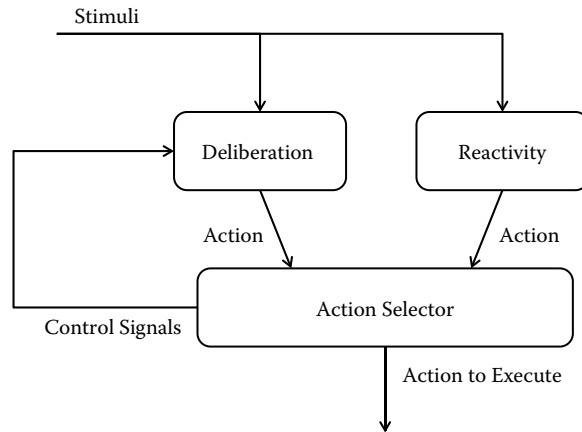 Stimuli
Deliberation
Reactivity
Action
Action
Action Selector
Control Signals
Action to Execute